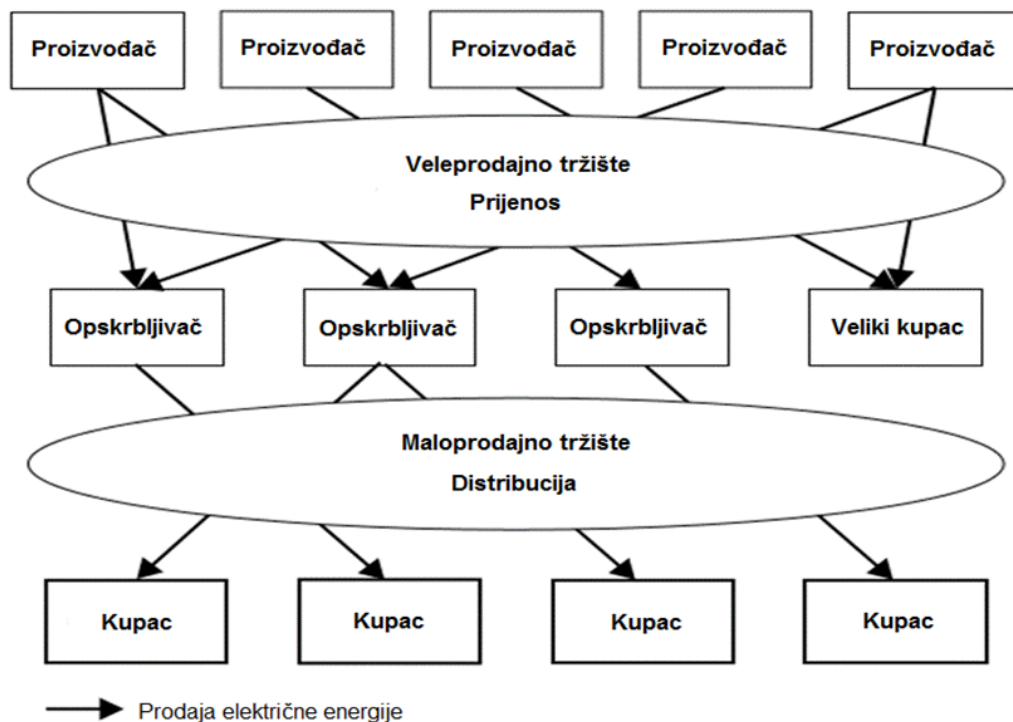 Proizvođač
Proizvođač
Proizvođač
Proizvođač
Proizvođač
Veleprodajno tržište
Prijenos
Opskrbljivač
Opskrbljivač
Opskrbljivač
Veliki kupac
Maloprodajno tržište
Distribucija
Kupac
Kupac
Kupac
Kupac
Prodaja električne energije